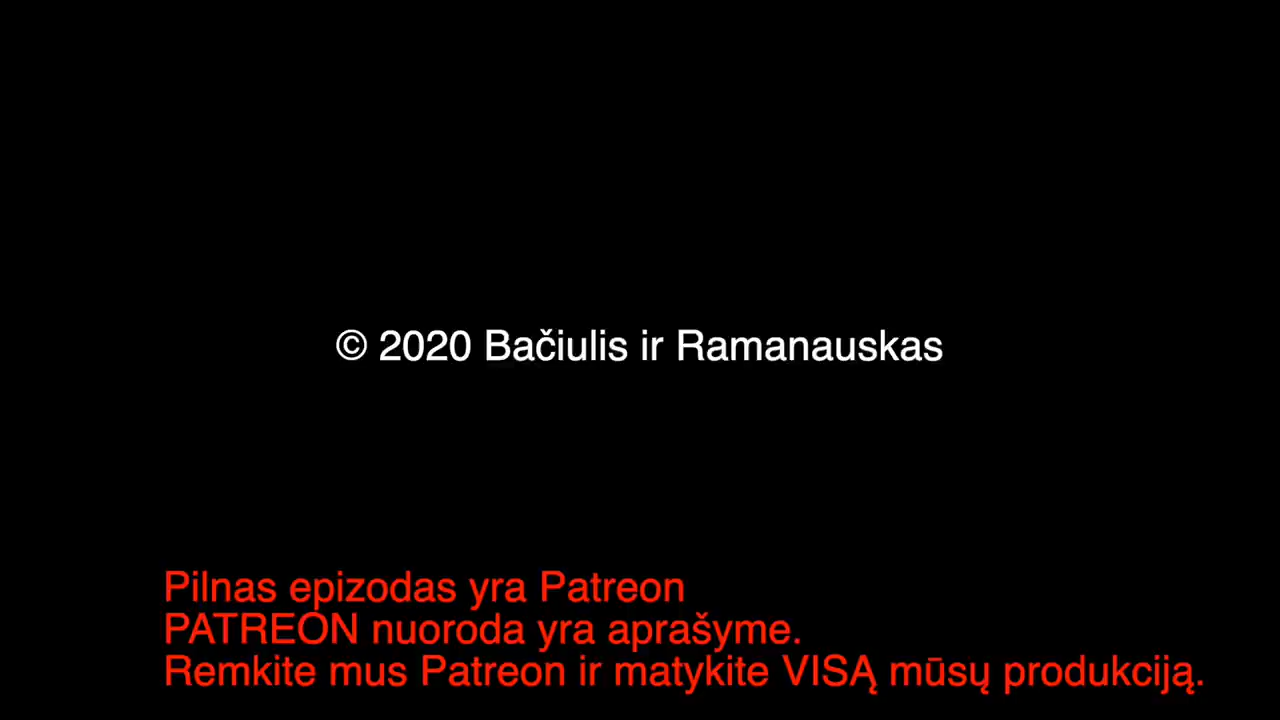 © 2020 Bačiulis ir Ramanauskas
Pilnas epizodas yra Patreon
PATREON nuoroda yra aprašyme.
Remkite mus Patreon ir matykite VISĄ mūsų produkciją.